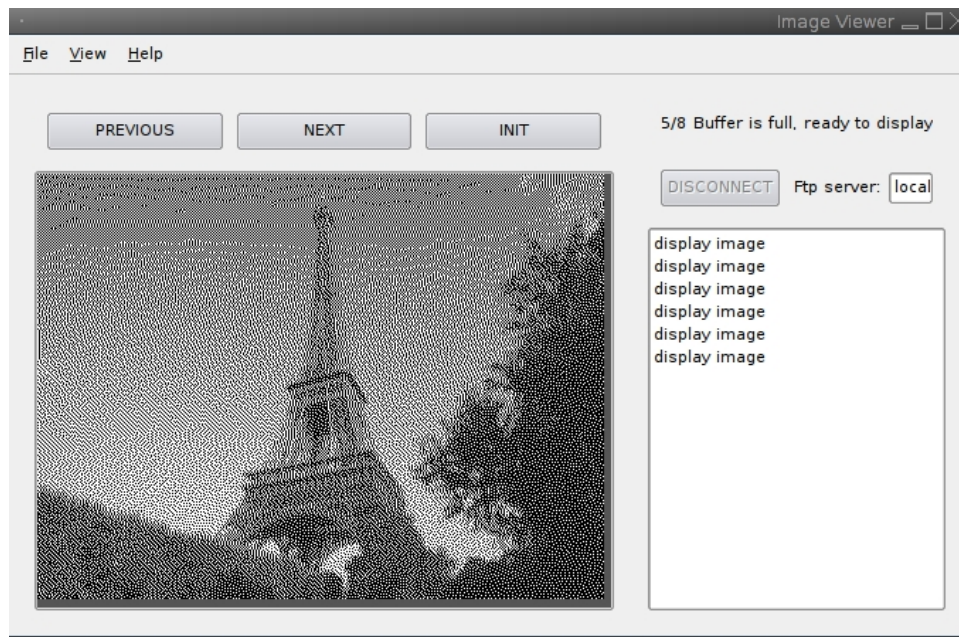 Image Viewer
File View Help
PREVIOUS NEXT INIT
5/8 Buffer is full, ready to display
DISCONNECT Ftp server: local
display image
display image
display image
display image
display image
display image